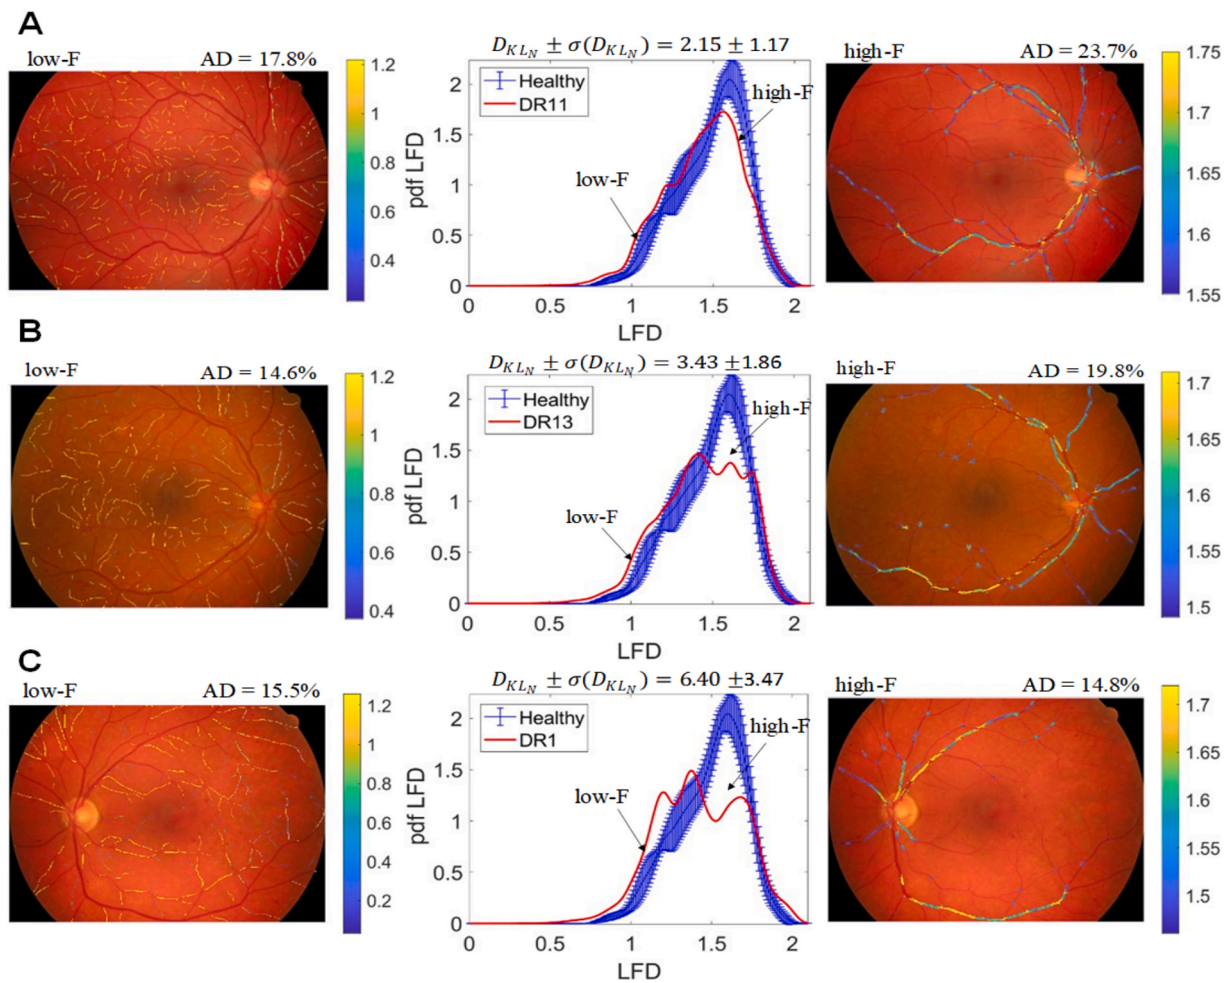 A
low-F AD = 17.8%
1.2
1
0.8
0.6
0.4
D_{KL_N} ± σ(D_{KL_N}) = 2.15 ± 1.17
Healthy
DR11
high-F
low-F
pdf LFD
2
1.5
1
0.5
0
0 0.5 1 1.5 2
LFD
high-F AD = 23.7%
1.75
1.7
1.65
1.6
1.55
B
low-F AD = 14.6%
1.2
1
0.8
0.6
0.4
D_{KL_N} ± σ(D_{KL_N}) = 3.43 ±1.86
Healthy
DR13
high-F
low-F
pdf LFD
2
1.5
1
0.5
0
0 0.5 1 1.5 2
LFD
high-F AD = 19.8%
1.7
1.65
1.6
1.55
1.5
C
low-F AD = 15.5%
1.2
1
0.8
0.6
0.4
0.2
D_{KL_N} ± σ(D_{KL_N}) = 6.40 ±3.47
Healthy
DR1
high-F
low-F
pdf LFD
2
1.5
1
0.5
0
0 0.5 1 1.5 2
LFD
high-F AD = 14.8%
1.7
1.65
1.6
1.55
1.5